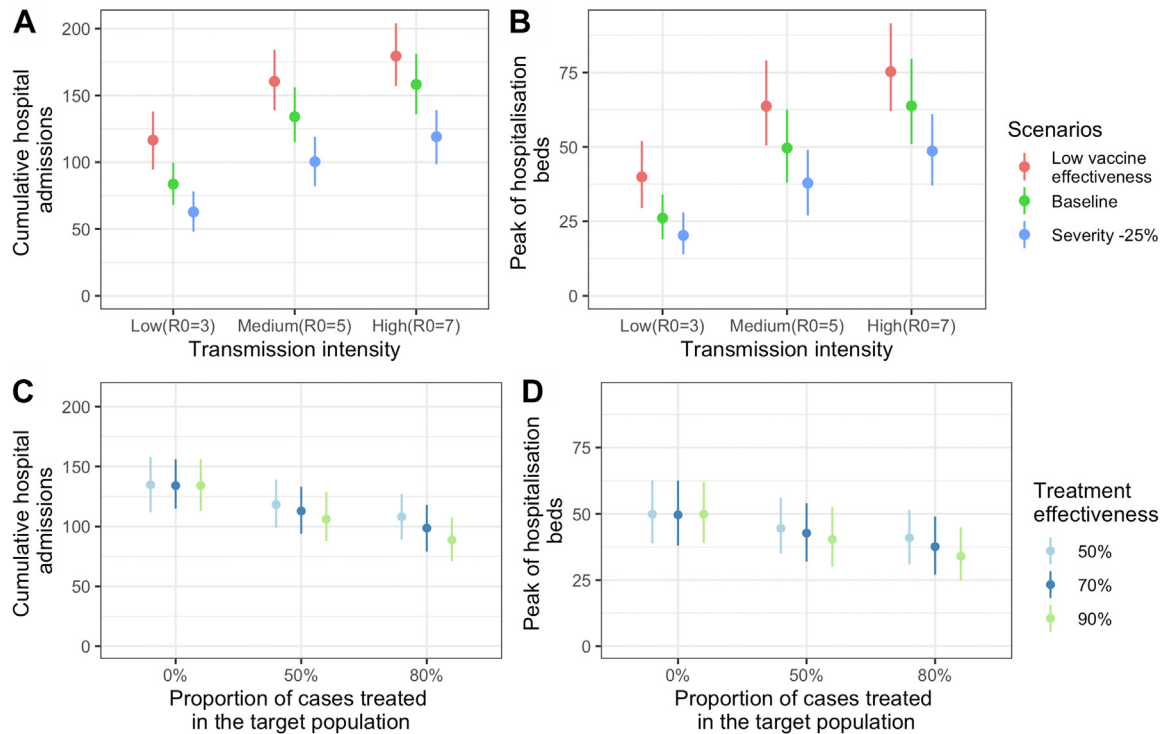 A
Cumulative hospital
admissions
200
150
100
50
0
Low(R0=3)
Medium(R0=5)
High(R0=7)
Transmission intensity
B
Peak of hospitalisation
beds
75
50
25
0
Low(R0=3)
Medium(R0=5)
High(R0=7)
Transmission intensity
Scenarios
Low vaccine
effectiveness
Baseline
Severity -25%
C
Cumulative hospital
admissions
200
150
100
50
0
0%
50%
80%
Proportion of cases treated
in the target population
D
Peak of hospitalisation
beds
75
50
25
0
0%
50%
80%
Proportion of cases treated
in the target population
Treatment
effectiveness
50%
70%
90%